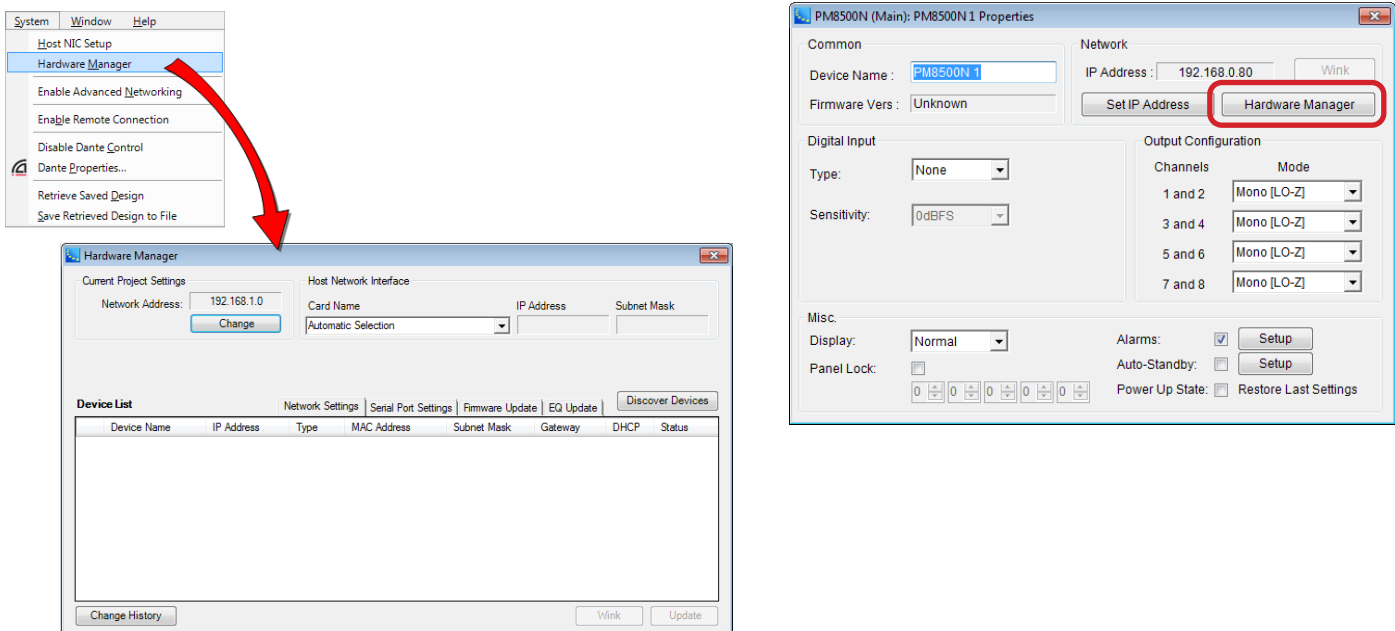 System Window Help
Host NIC Setup
Hardware Manager
Enable Advanced Networking
Enable Remote Connection
Disable Dante Control
Dante Properties...
Retrieve Saved Design
Save Retrieved Design to File
Hardware Manager
Current Project Settings
Network Address: 192.168.1.0
Change
Host Network Interface
Card Name IP Address Subnet Mask
Automatic Selection
Device List Network Settings Serial Port Settings Firmware Update EQ Update Discover Devices
Device Name IP Address Type MAC Address Subnet Mask Gateway DHCP Status
Change History Wink Update
PM8500N (Main): PM8500N 1 Properties
Common
Device Name : PM8500N 1
Firmware Vers : Unknown
Network
IP Address : 192.168.0.80 Wink
Set IP Address Hardware Manager
Digital Input
Type: None
Sensitivity: 0dBFS
Output Configuration
Channels Mode
1 and 2 Mono [LO-Z]
3 and 4 Mono [LO-Z]
5 and 6 Mono [LO-Z]
7 and 8 Mono [LO-Z]
Misc.
Display: Normal
Panel Lock:
0 0 0 0 0
Alarms: Setup
Auto-Standby: Setup
Power Up State: Restore Last Settings